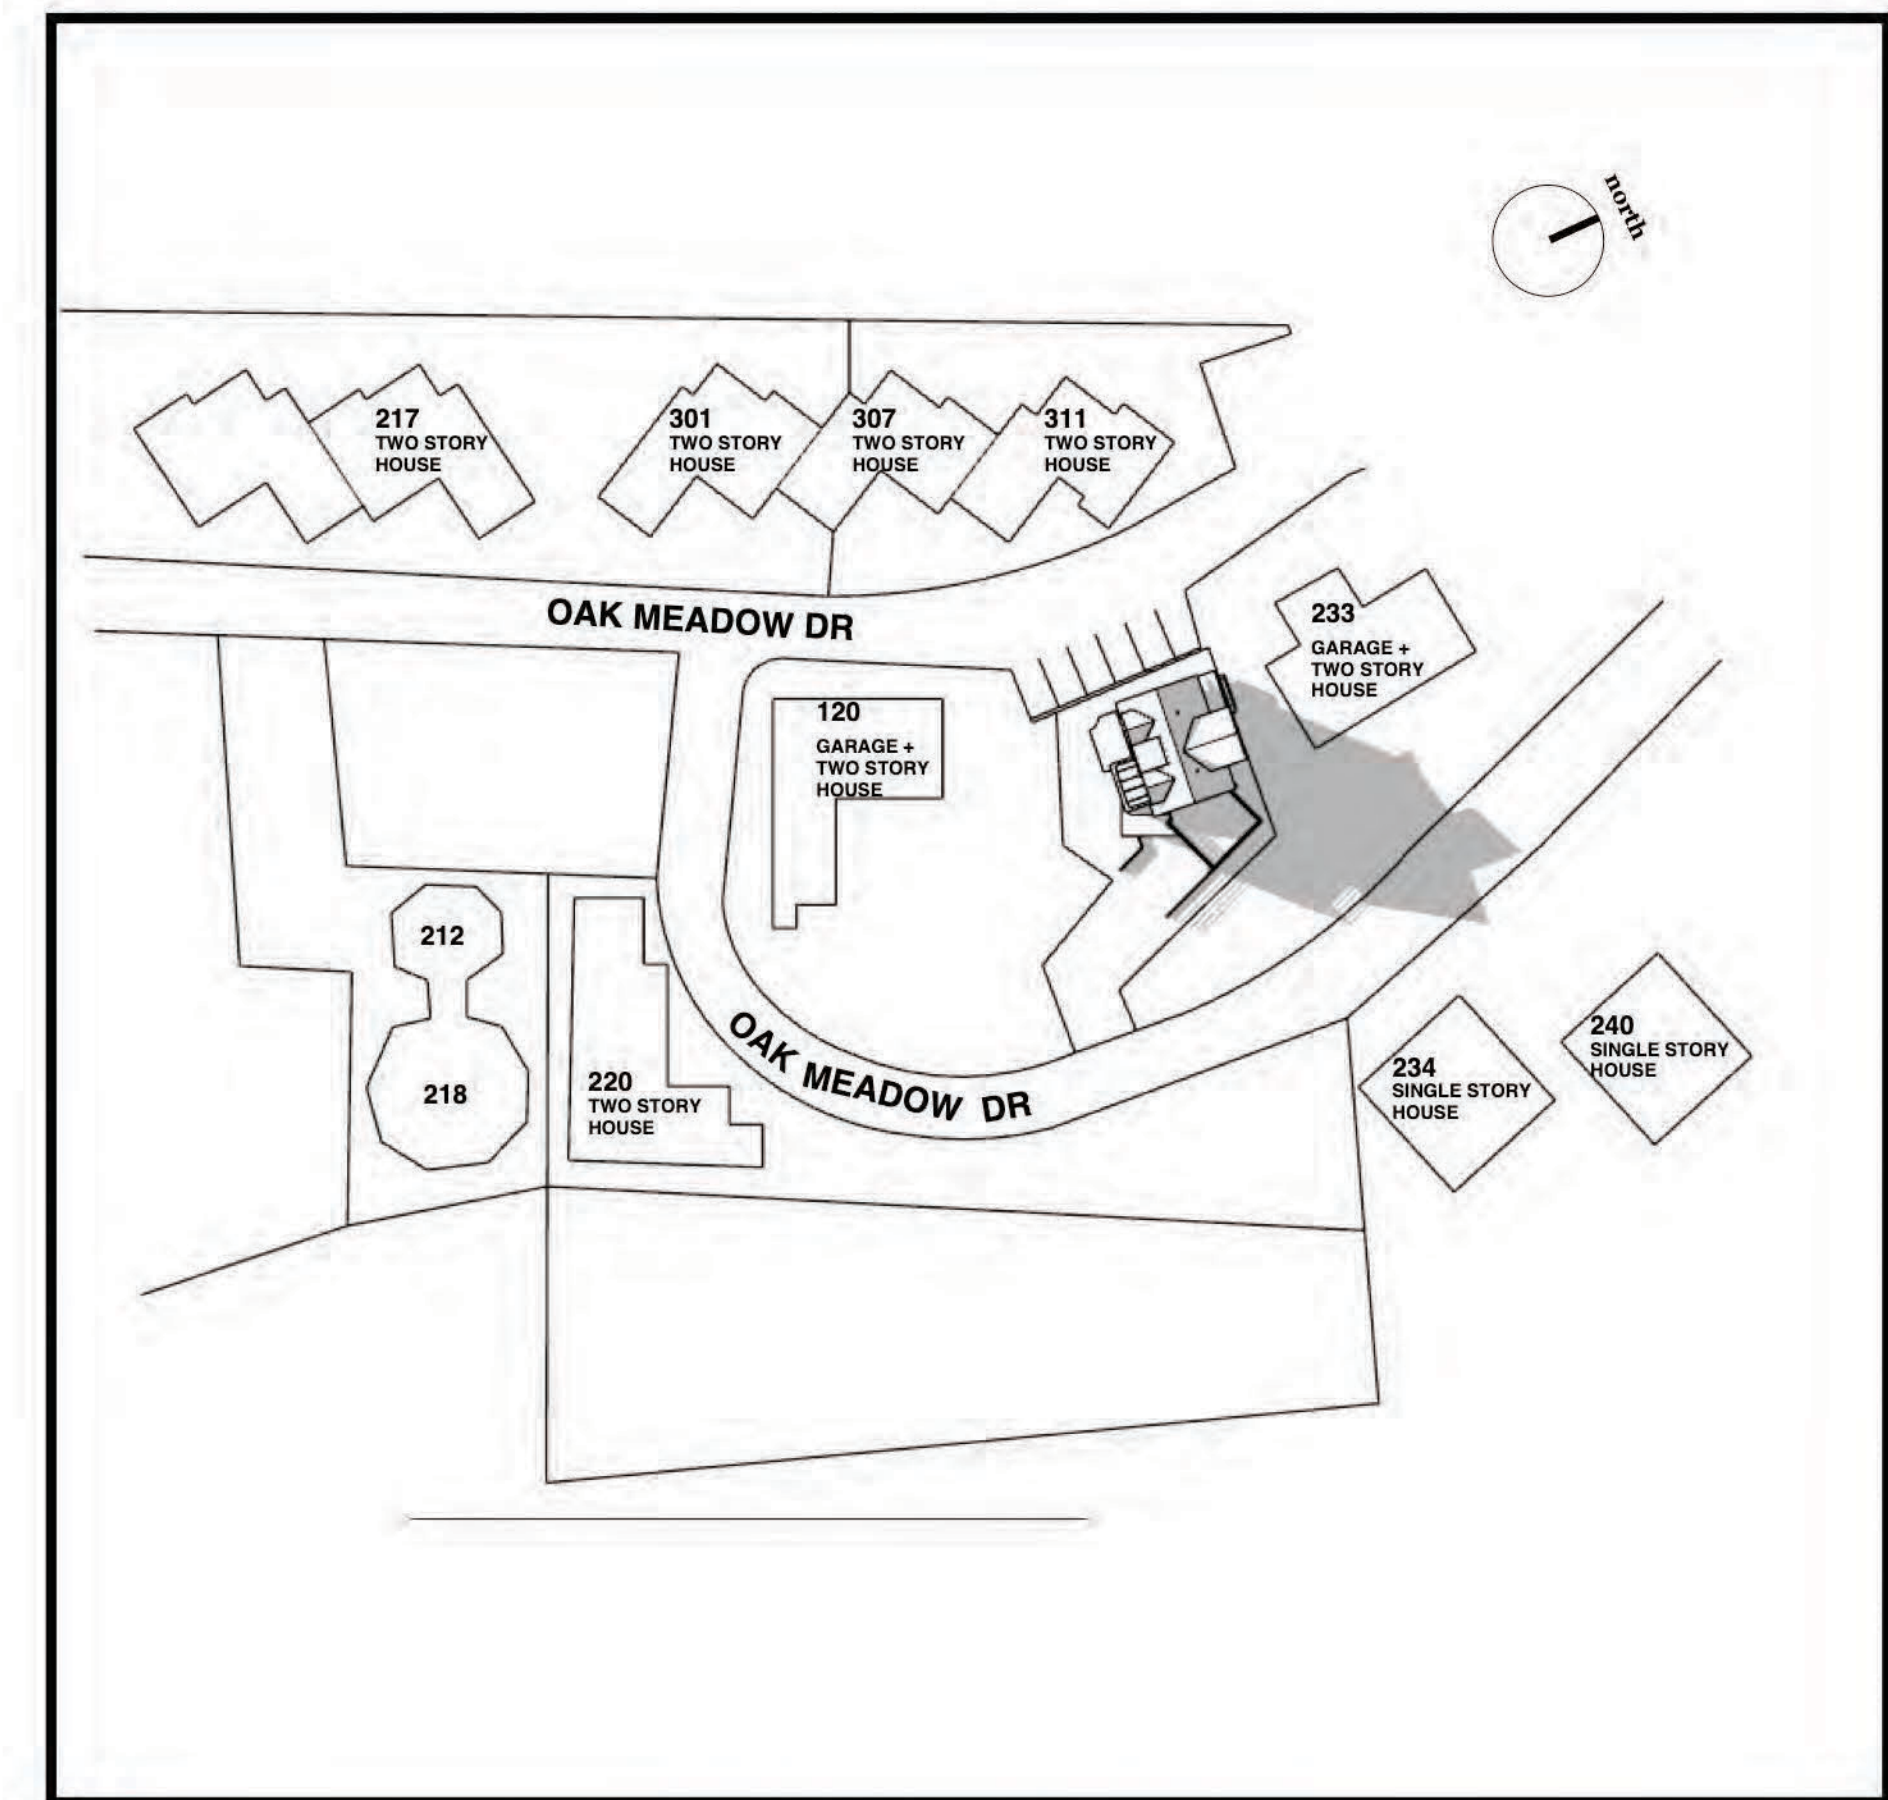 north
217
TWO STORY
HOUSE
301
TWO STORY
HOUSE
307
TWO STORY
HOUSE
311
TWO STORY
HOUSE
OAK MEADOW DR
233
GARAGE +
TWO STORY
HOUSE
120
GARAGE +
TWO STORY
HOUSE
212
218
220
TWO STORY
HOUSE
OAK MEADOW DR
234
SINGLE STORY
HOUSE
240
SINGLE STORY
HOUSE